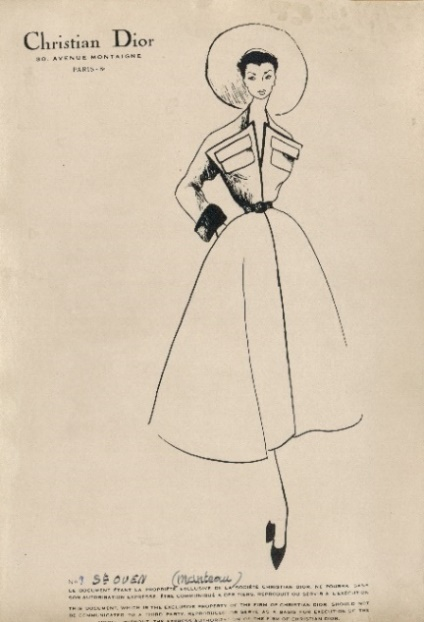 Christian Dior
30, AVENUE MONTAIGNE
PARIS-8e
St OUEN (manteau)
CE DOCUMENT ÉTANT LA PROPRIÉTÉ EXCLUSIVE DE LA SOCIÉTÉ CHRISTIAN DIOR, NE POURRA, SANS
SON AUTORISATION EXPRESSE, ÊTRE COMMUNIQUÉ À DES TIERS, REPRODUIT OU SERVIR À L'EXÉCUTION
THIS DOCUMENT, WHICH IS THE EXCLUSIVE PROPERTY OF THE FIRM OF CHRISTIAN DIOR, SHOULD NOT
BE COMMUNICATED TO A THIRD PARTY, REPRODUCED OR SERVE AS A BASIS FOR EXECUTION OF THE
WITHOUT THE EXPRESS AUTHORISATION OF THE FIRM OF CHRISTIAN DIOR.